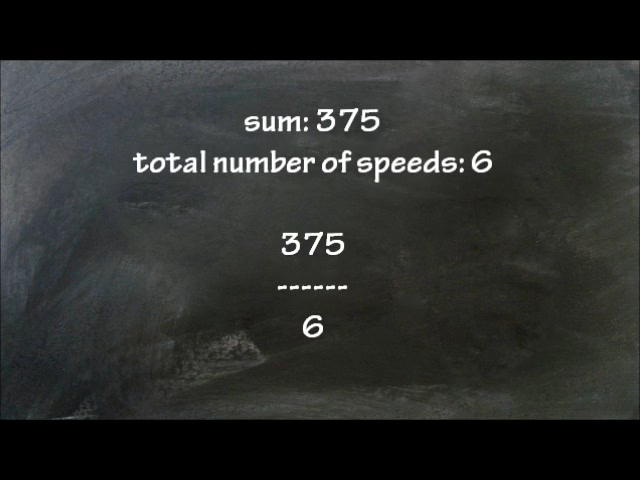 sum: 375
total number of speeds: 6
375
------
6